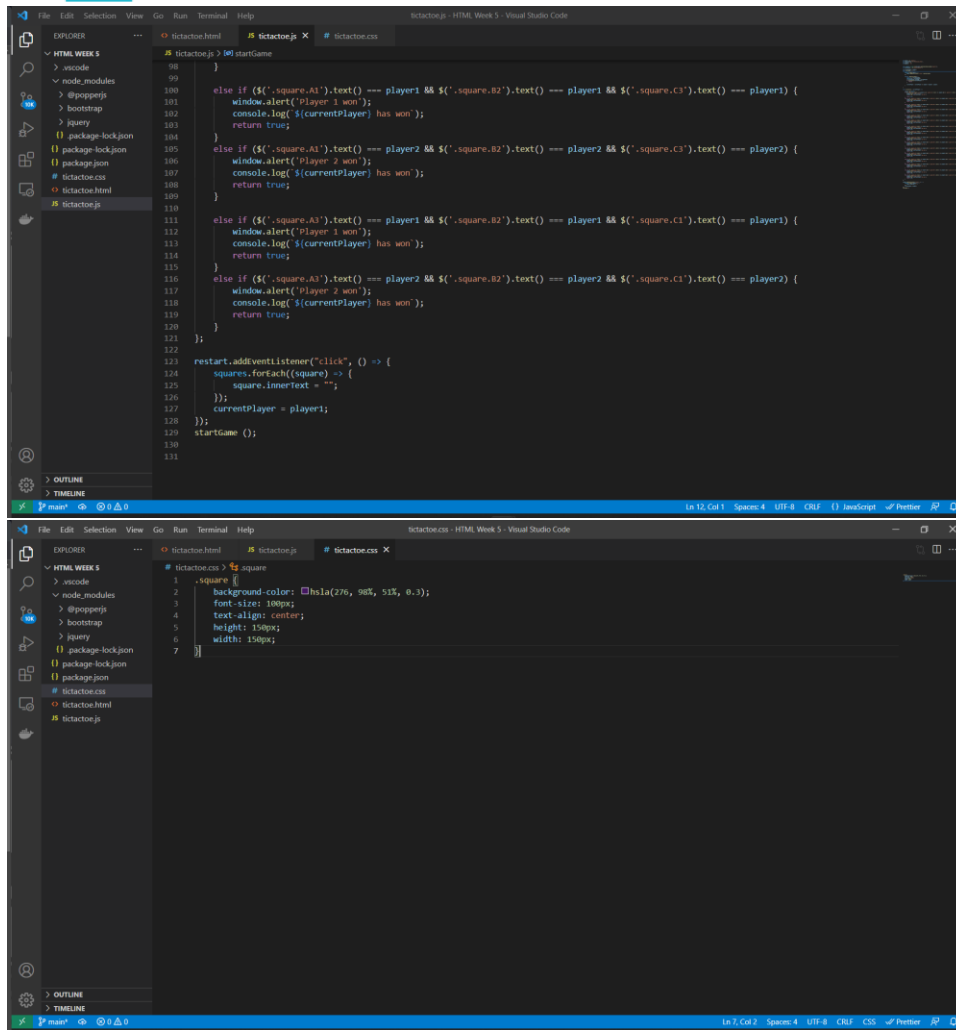 File Edit Selection View Go Run Terminal Help tictactoe.js - HTML Week 5 - Visual Studio Code
EXPLORER ··· tictactoe.html JS tictactoe.js # tictactoe.css
HTML WEEK 5
.vscode
node_modules
@popperjs
bootstrap
jquery
{} .package-lock.json
{} package-lock.json
{} package.json
# tictactoe.css
tictactoe.html
JS tictactoe.js
OUTLINE
TIMELINE
JS tictactoe.js > startGame
98 }
99
100 else if ($('.square.A1').text() === player1 && $('.square.B2').text() === player1 && $('.square.C3').text() === player1) {
101 window.alert('Player 1 won');
102 console.log(`${currentPlayer} has won`);
103 return true;
104 }
105 else if ($('.square.A1').text() === player2 && $('.square.B2').text() === player2 && $('.square.C3').text() === player2) {
106 window.alert('Player 2 won');
107 console.log(`${currentPlayer} has won`);
108 return true;
109 }
110
111 else if ($('.square.A3').text() === player1 && $('.square.B2').text() === player1 && $('.square.C1').text() === player1) {
112 window.alert('Player 1 won');
113 console.log(`${currentPlayer} has won`);
114 return true;
115 }
116 else if ($('.square.A3').text() === player2 && $('.square.B2').text() === player2 && $('.square.C1').text() === player2) {
117 window.alert('Player 2 won');
118 console.log(`${currentPlayer} has won`);
119 return true;
120 }
121 };
122
123 restart.addEventListener("click", () => {
124 squares.forEach((square) => {
125 square.innerText = "";
126 });
127 currentPlayer = player1;
128 });
129 startGame ();
130
131
main* 0 0 Ln 12, Col 1 Spaces: 4 UTF-8 CRLF {} JavaScript Prettier
File Edit Selection View Go Run Terminal Help tictactoe.css - HTML Week 5 - Visual Studio Code
EXPLORER ··· tictactoe.html JS tictactoe.js # tictactoe.css
HTML WEEK 5
.vscode
node_modules
@popperjs
bootstrap
jquery
{} .package-lock.json
{} package-lock.json
{} package.json
# tictactoe.css
tictactoe.html
JS tictactoe.js
OUTLINE
TIMELINE
# tictactoe.css > .square
1 .square {
2 background-color: hsla(276, 98%, 51%, 0.3);
3 font-size: 100px;
4 text-align: center;
5 height: 150px;
6 width: 150px;
7 }
main* 0 0 Ln 7, Col 2 Spaces: 4 UTF-8 CRLF CSS Prettier